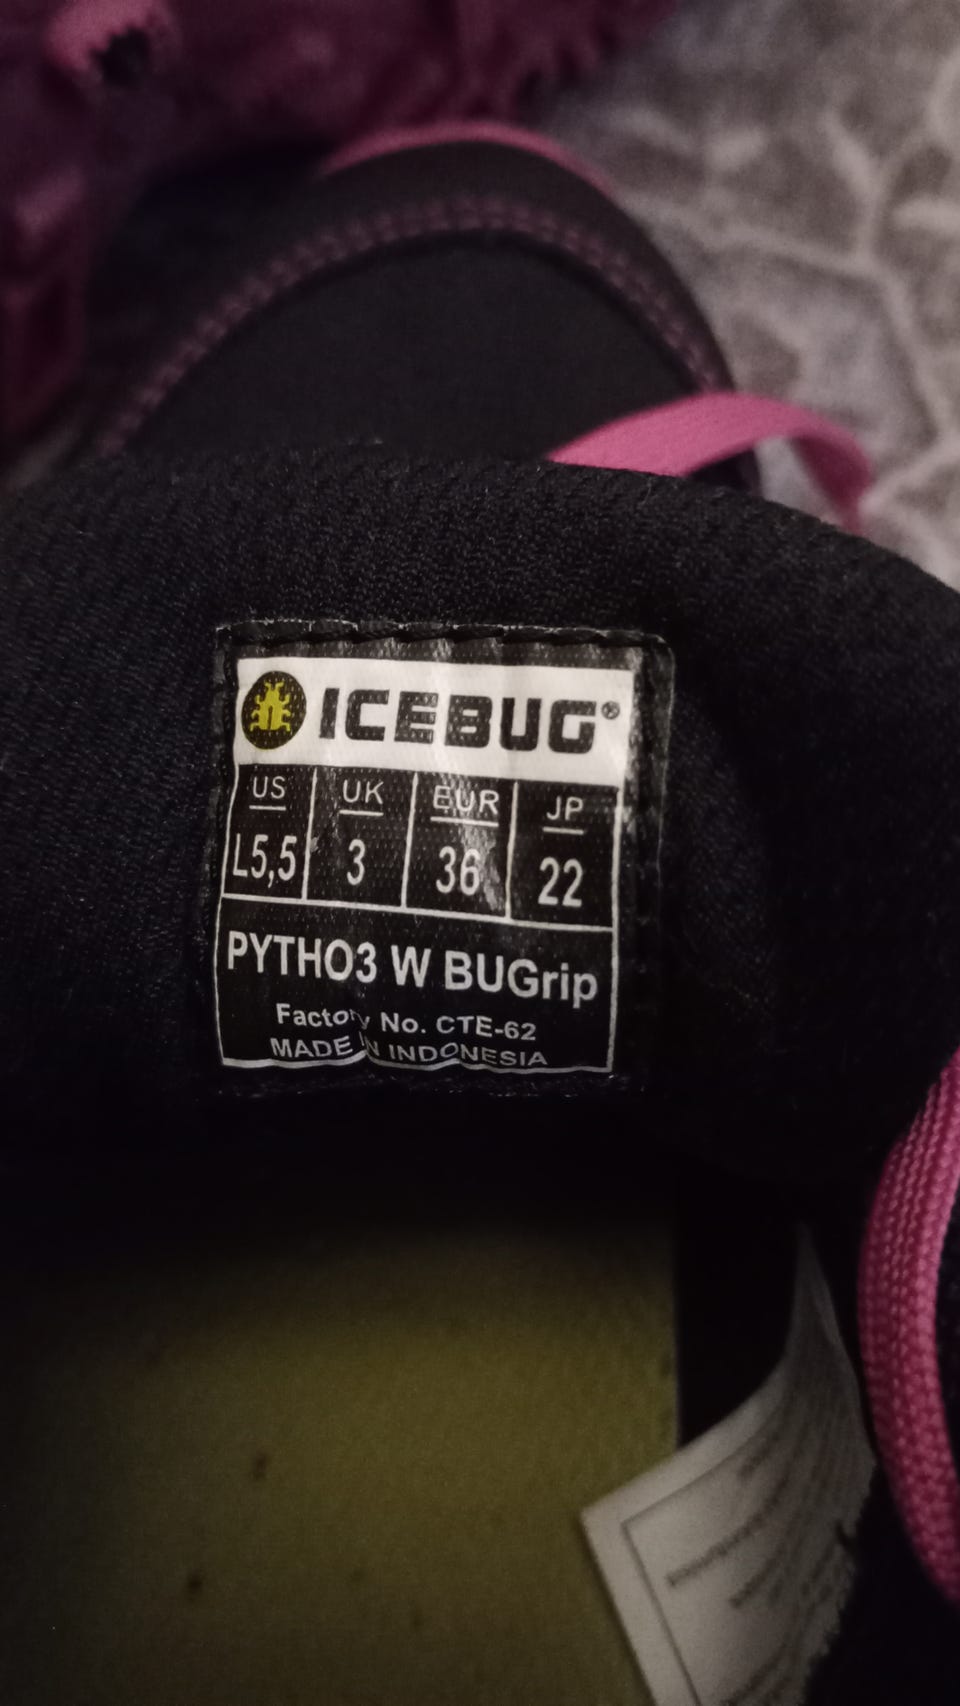 ICEBUG®
US UK EUR JP
L5,5 3 36 22
PYTHO3 W BUGrip
Factory No. CTE-62
MADE IN INDONESIA